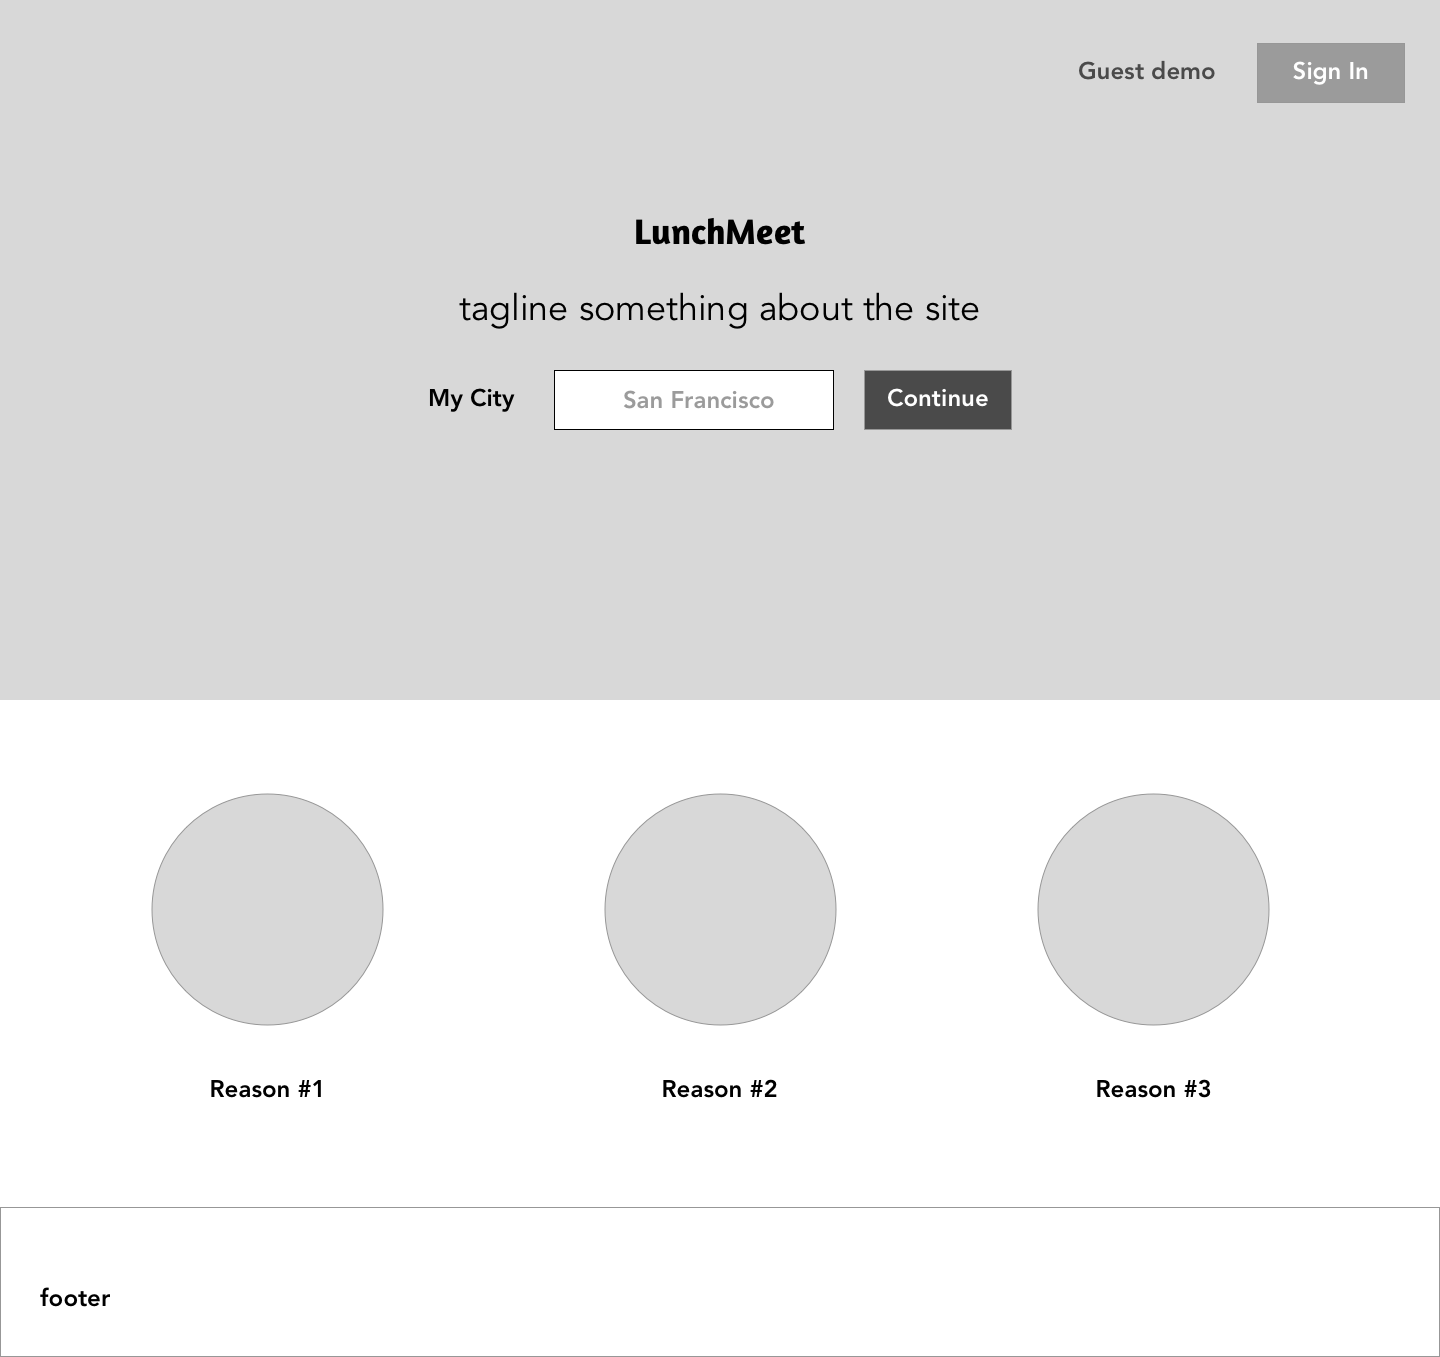 Guest demo Sign In
LunchMeet
tagline something about the site
My City San Francisco Continue
Reason #1 Reason #2 Reason #3
footer